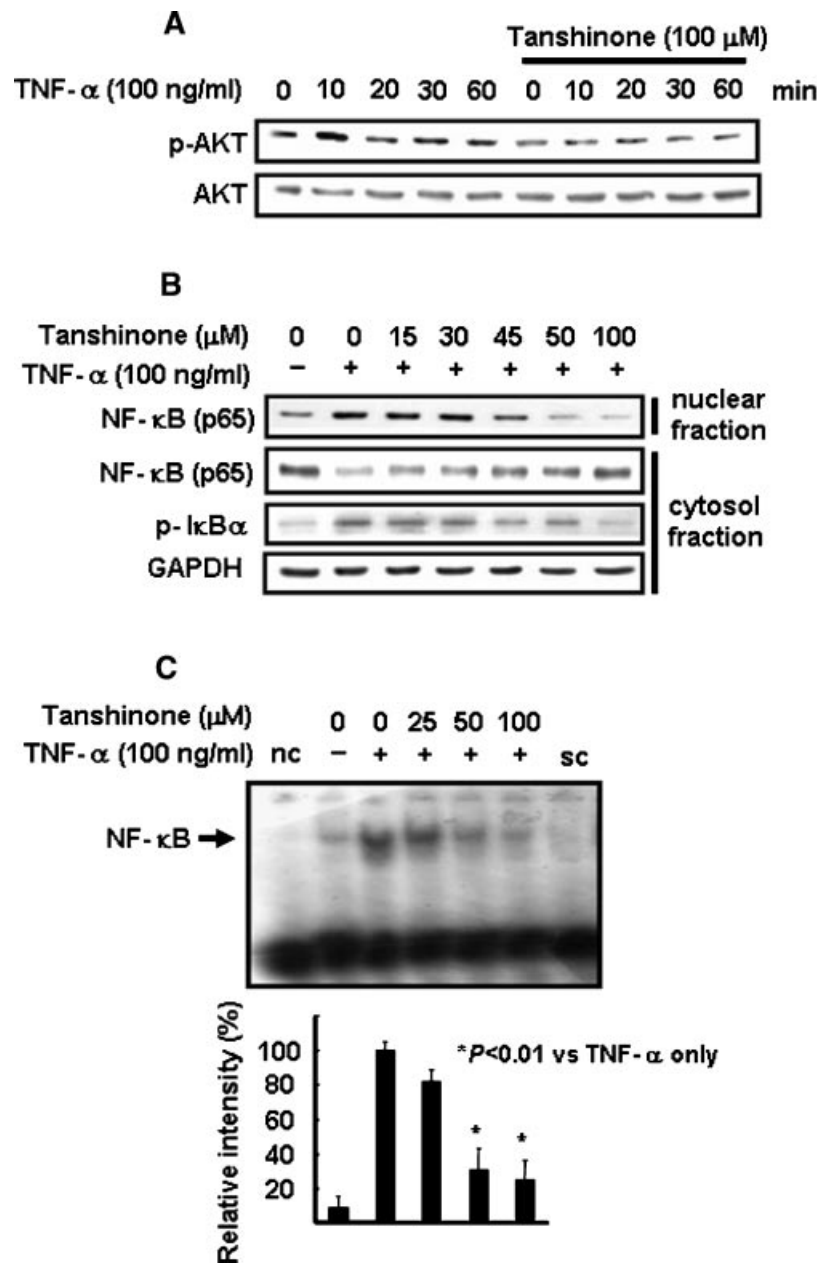 A
Tanshinone (100 µM)
TNF-α (100 ng/ml) 0 10 20 30 60 0 10 20 30 60 min
p-AKT
AKT
B
Tanshinone (µM) 0 0 15 30 45 50 100
TNF-α (100 ng/ml) − + + + + + +
NF-κB (p65)
nuclear
fraction
NF-κB (p65)
p-IκBα
GAPDH
cytosol
fraction
C
Tanshinone (µM) 0 0 25 50 100
TNF-α (100 ng/ml) nc − + + + + sc
NF-κB
Relative intensity (%)
100
80
60
40
20
*P<0.01 vs TNF-α only
* *